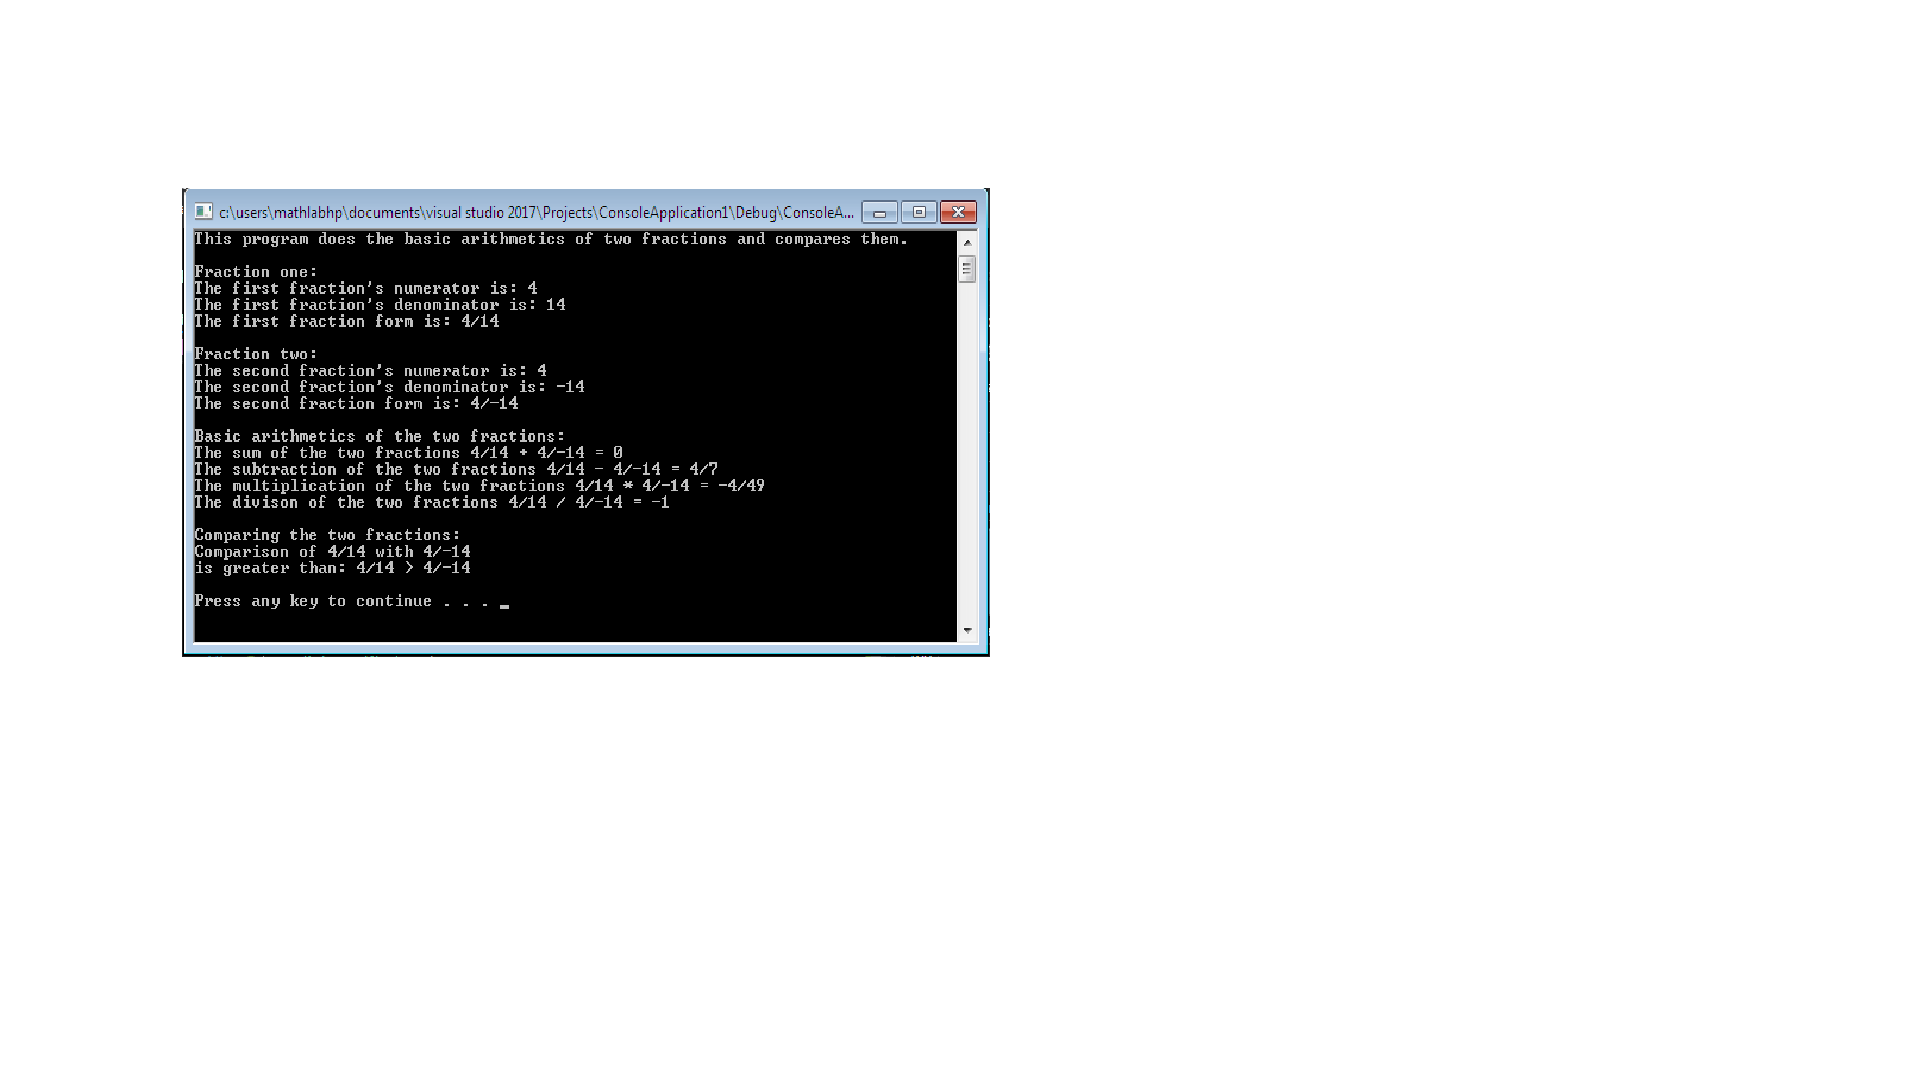 c:\users\mathlabhp\documents\visual studio 2017\Projects\ConsoleApplication1\Debug\ConsoleA...
This program does the basic arithmetics of two fractions and compares them.
Fraction one:
The first fraction's numerator is: 4
The first fraction's denominator is: 14
The first fraction form is: 4/14
Fraction two:
The second fraction's numerator is: 4
The second fraction's denominator is: -14
The second fraction form is: 4/-14
Basic arithmetics of the two fractions:
The sum of the two fractions 4/14 + 4/-14 = 0
The subtraction of the two fractions 4/14 - 4/-14 = 4/7
The multiplication of the two fractions 4/14 * 4/-14 = -4/49
The divison of the two fractions 4/14 / 4/-14 = -1
Comparing the two fractions:
Comparison of 4/14 with 4/-14
is greater than: 4/14 > 4/-14
Press any key to continue . . . _